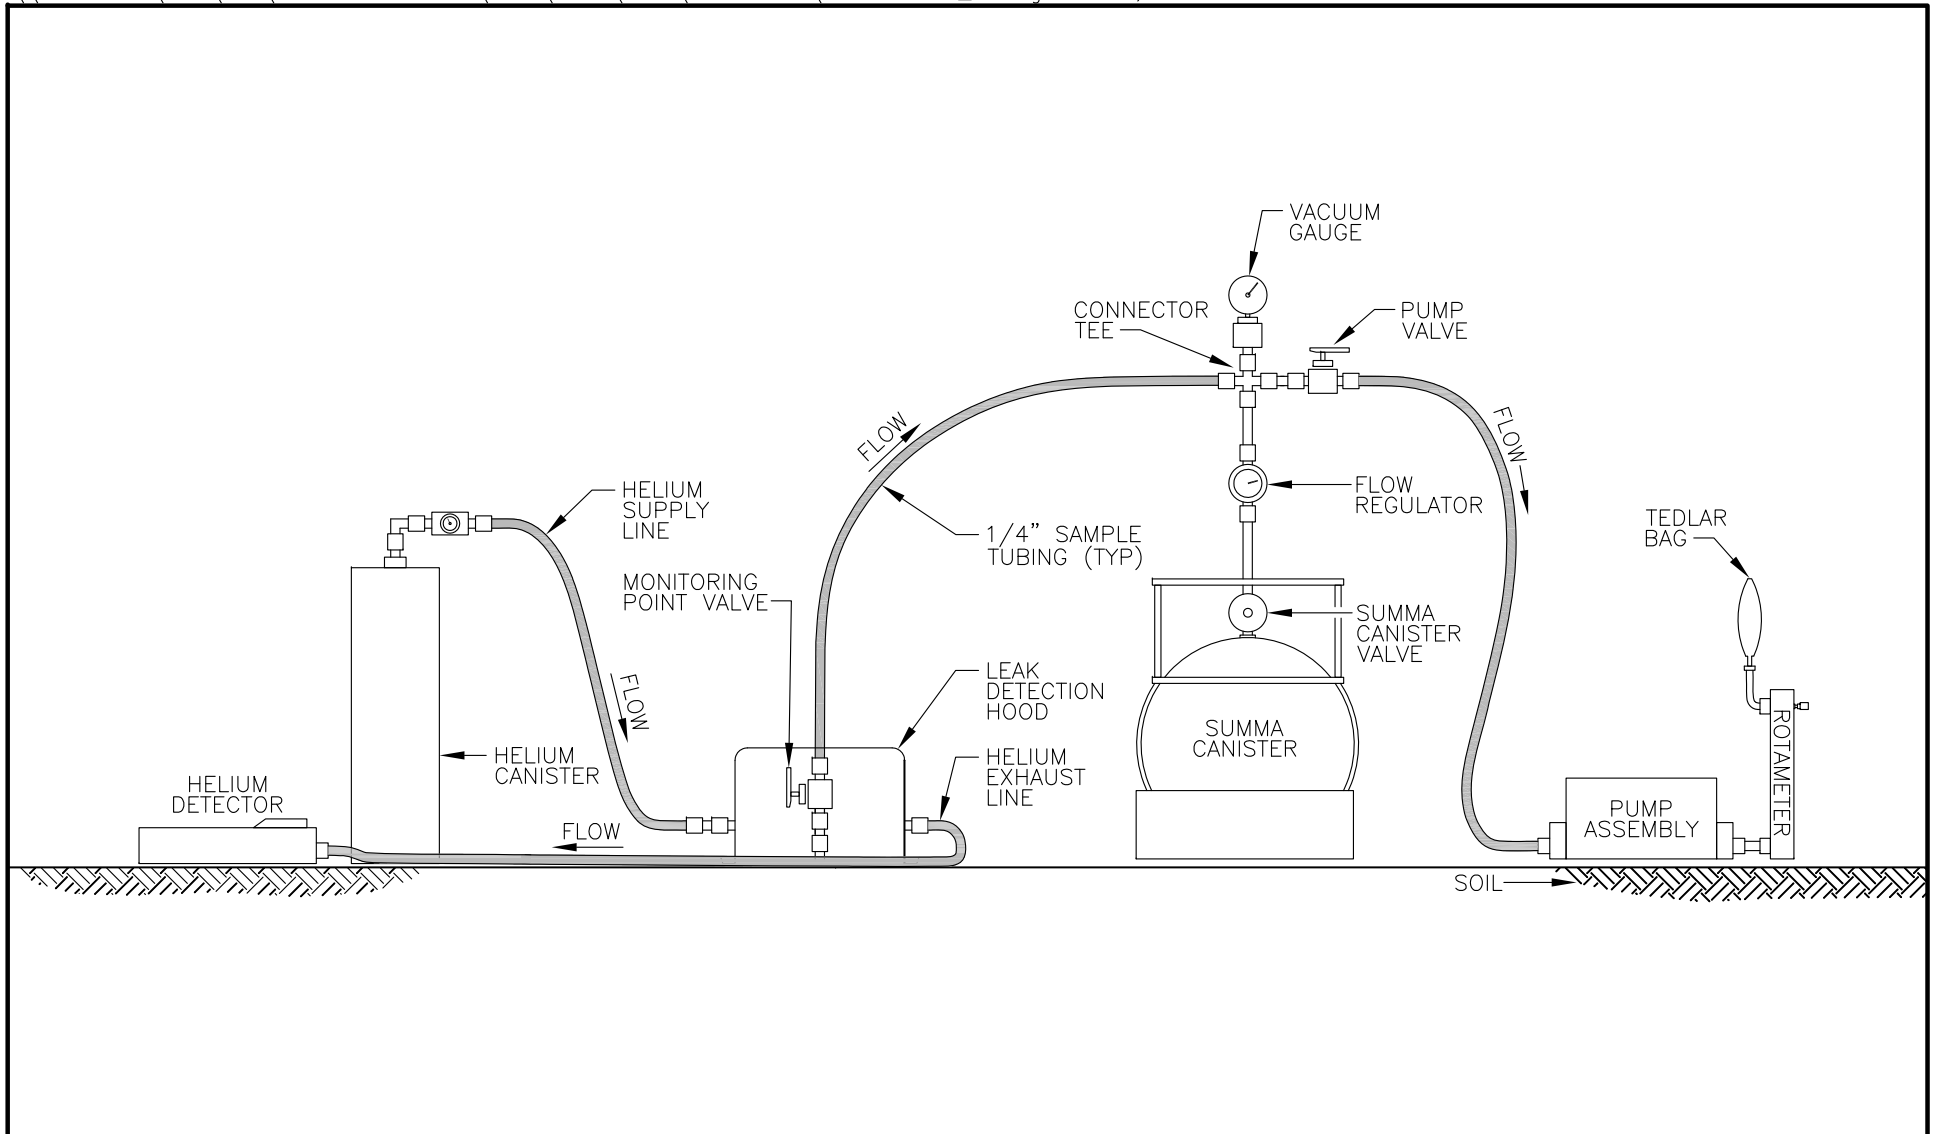 VACUUM
GAUGE
CONNECTOR
TEE
PUMP
VALVE
FLOW
FLOW
HELIUM
SUPPLY
LINE
FLOW
REGULATOR
1/4” SAMPLE
TUBING (TYP)
TEDLAR
BAG
MONITORING
POINT VALVE
SUMMA
CANISTER
VALVE
FLOW
LEAK
DETECTION
HOOD
SUMMA
CANISTER
HELIUM
CANISTER
HELIUM
EXHAUST
LINE
HELIUM
DETECTOR
FLOW
PUMP
ASSEMBLY
ROTAMETER
SOIL